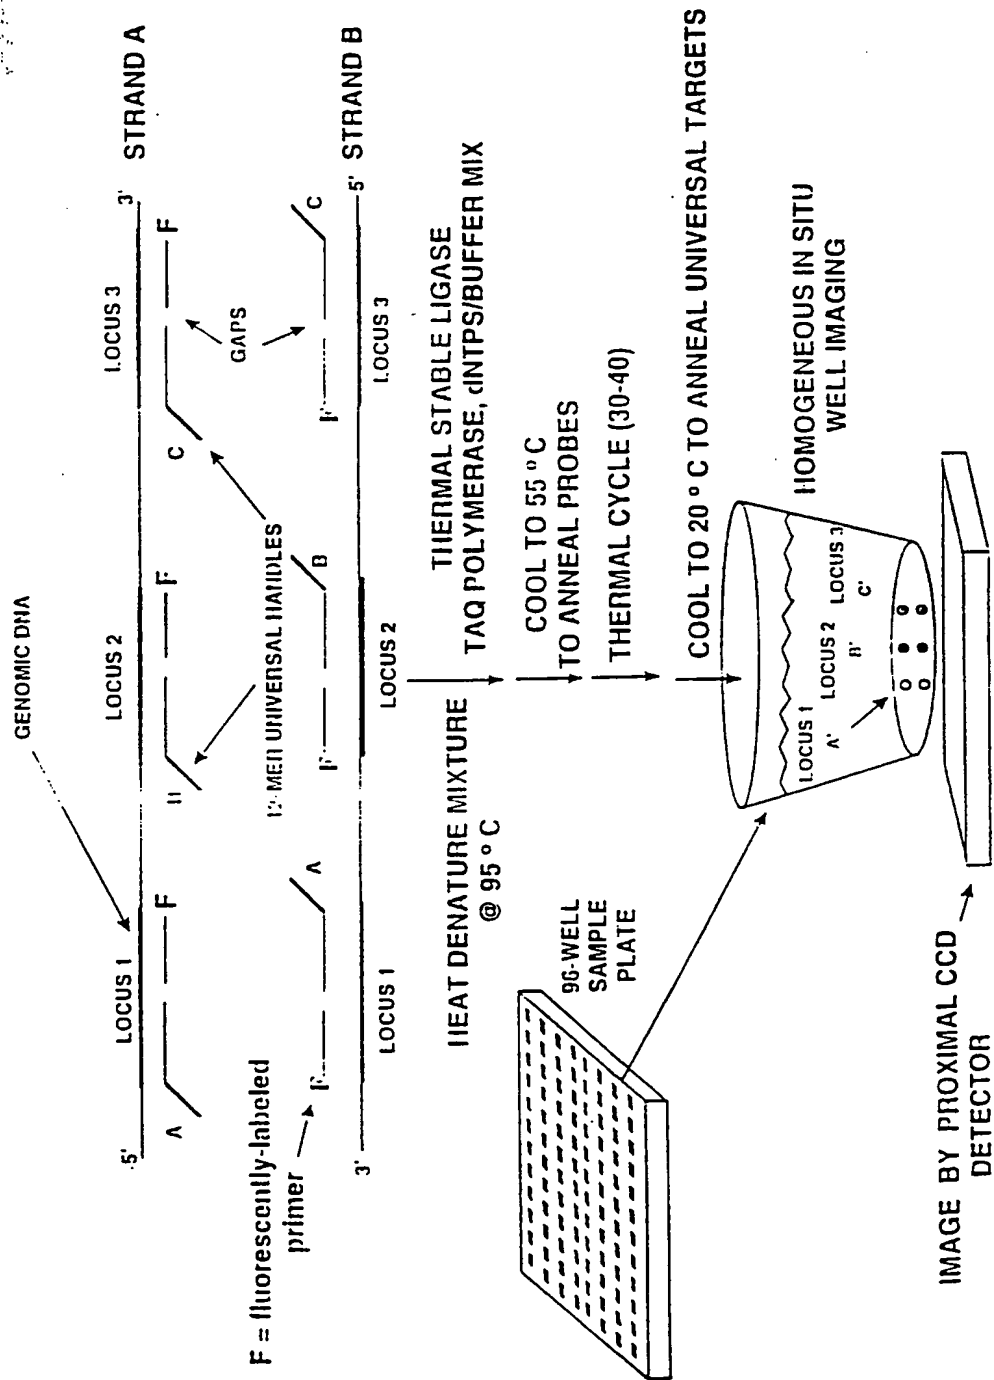 GENOMIC DNA
5'
LOCUS 1
LOCUS 2
LOCUS 3
3'
STRAND A
A
F
B
F
C
F
GAPS
12-MER UNIVERSAL HANDLES
F = fluorescently-labeled
primer
F
A
F
B
F
C
3'
LOCUS 1
LOCUS 2
LOCUS 3
5'
STRAND B
HEAT DENATURE MIXTURE
@ 95 °C
THERMAL STABLE LIGASE
TAQ POLYMERASE, dNTPS/BUFFER MIX
COOL TO 55 °C
TO ANNEAL PROBES
THERMAL CYCLE (30-40)
COOL TO 20 °C TO ANNEAL UNIVERSAL TARGETS
96-WELL
SAMPLE
PLATE
LOCUS 1
A'
LOCUS 2
B'
LOCUS 3
C'
HOMOGENEOUS IN SITU
WELL IMAGING
IMAGE BY PROXIMAL CCD
DETECTOR